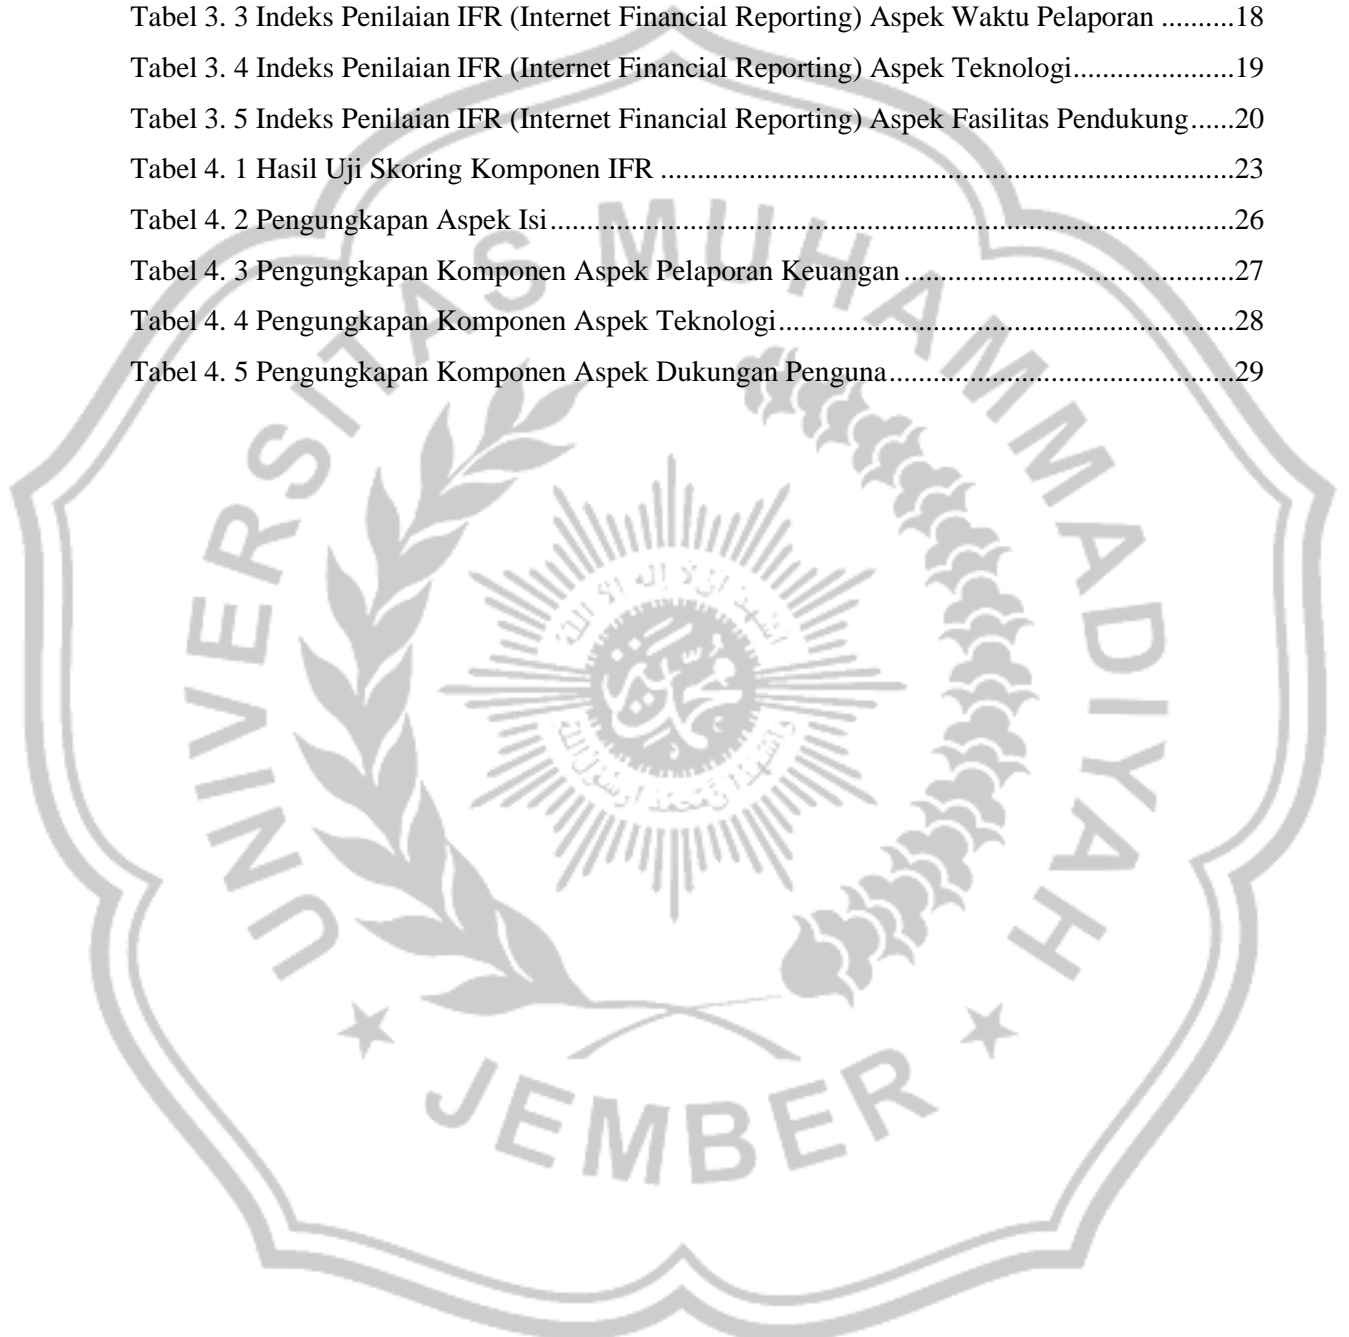 Tabel 3. 3 Indeks Penilaian IFR (Internet Financial Reporting) Aspek Waktu Pelaporan ..........18
Tabel 3. 4 Indeks Penilaian IFR (Internet Financial Reporting) Aspek Teknologi......................19
Tabel 3. 5 Indeks Penilaian IFR (Internet Financial Reporting) Aspek Fasilitas Pendukung......20
Tabel 4. 1 Hasil Uji Skoring Komponen IFR ..............................................................................23
Tabel 4. 2 Pengungkapan Aspek Isi.............................................................................................26
Tabel 4. 3 Pengungkapan Komponen Aspek Pelaporan Keuangan .............................................27
Tabel 4. 4 Pengungkapan Komponen Aspek Teknologi..............................................................28
Tabel 4. 5 Pengungkapan Komponen Aspek Dukungan Penguna...............................................29
UNIVERSITAS MUHAMMADIYAH
JEMBER